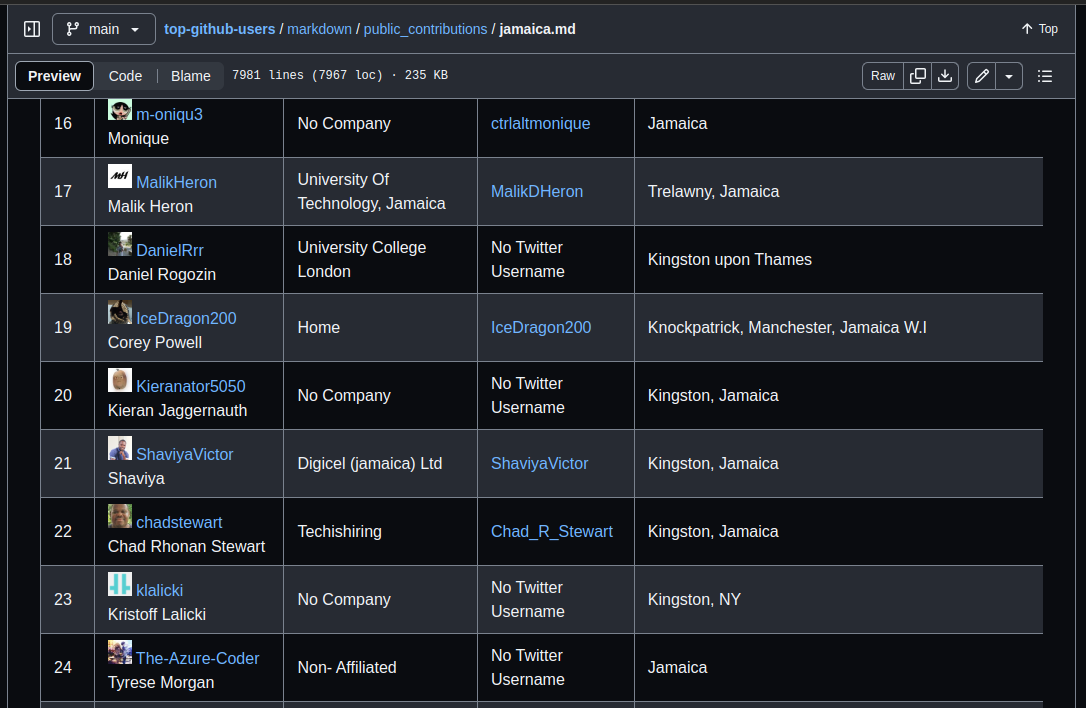 main
top-github-users / markdown / public_contributions / jamaica.md
Top
Preview Code Blame 7981 lines (7967 loc) · 235 KB
Raw
16
m-oniqu3
Monique
No Company
ctrlaltmonique
Jamaica
17
MH
MalikHeron
Malik Heron
University Of
Technology, Jamaica
MalikDHeron
Trelawny, Jamaica
18
DanielRrr
Daniel Rogozin
University College
London
No Twitter
Username
Kingston upon Thames
19
IceDragon200
Corey Powell
Home
IceDragon200
Knockpatrick, Manchester, Jamaica W.I
20
Kieranator5050
Kieran Jaggernauth
No Company
No Twitter
Username
Kingston, Jamaica
21
ShaviyaVictor
Shaviya
Digicel (jamaica) Ltd
ShaviyaVictor
Kingston, Jamaica
22
chadstewart
Chad Rhonan Stewart
Techishiring
Chad_R_Stewart
Kingston, Jamaica
23
klalicki
Kristoff Lalicki
No Company
No Twitter
Username
Kingston, NY
24
The-Azure-Coder
Tyrese Morgan
Non- Affiliated
No Twitter
Username
Jamaica